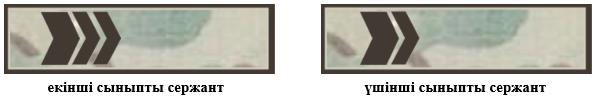 екінші сыныпты сержант
үшінші сыныпты сержант